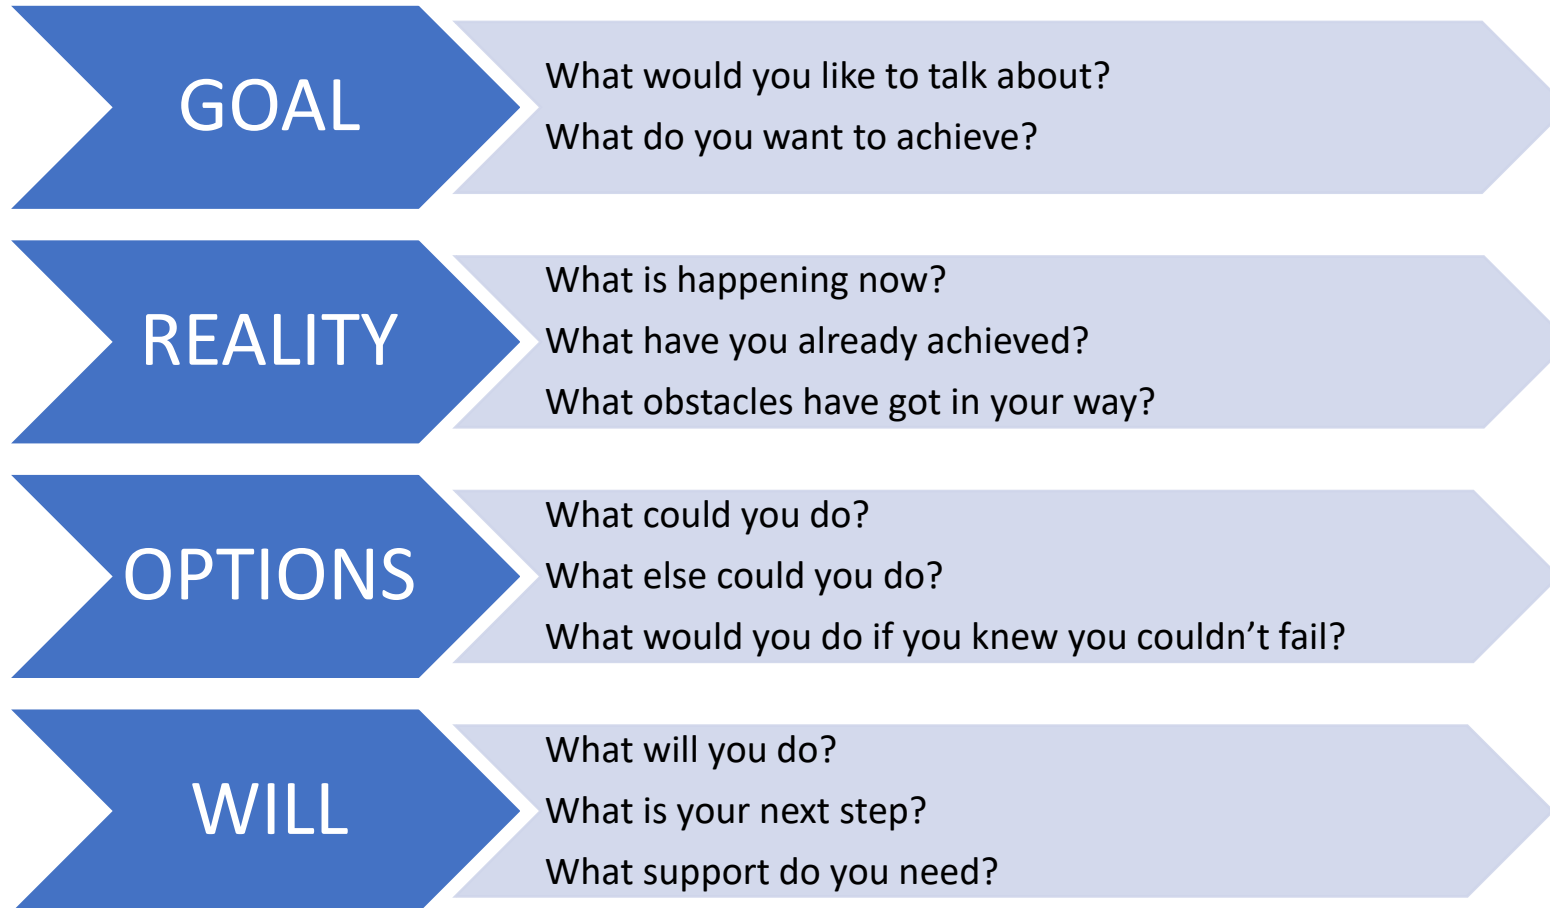 GOAL
What would you like to talk about?
What do you want to achieve?
REALITY
What is happening now?
What have you already achieved?
What obstacles have got in your way?
OPTIONS
What could you do?
What else could you do?
What would you do if you knew you couldn’t fail?
WILL
What will you do?
What is your next step?
What support do you need?